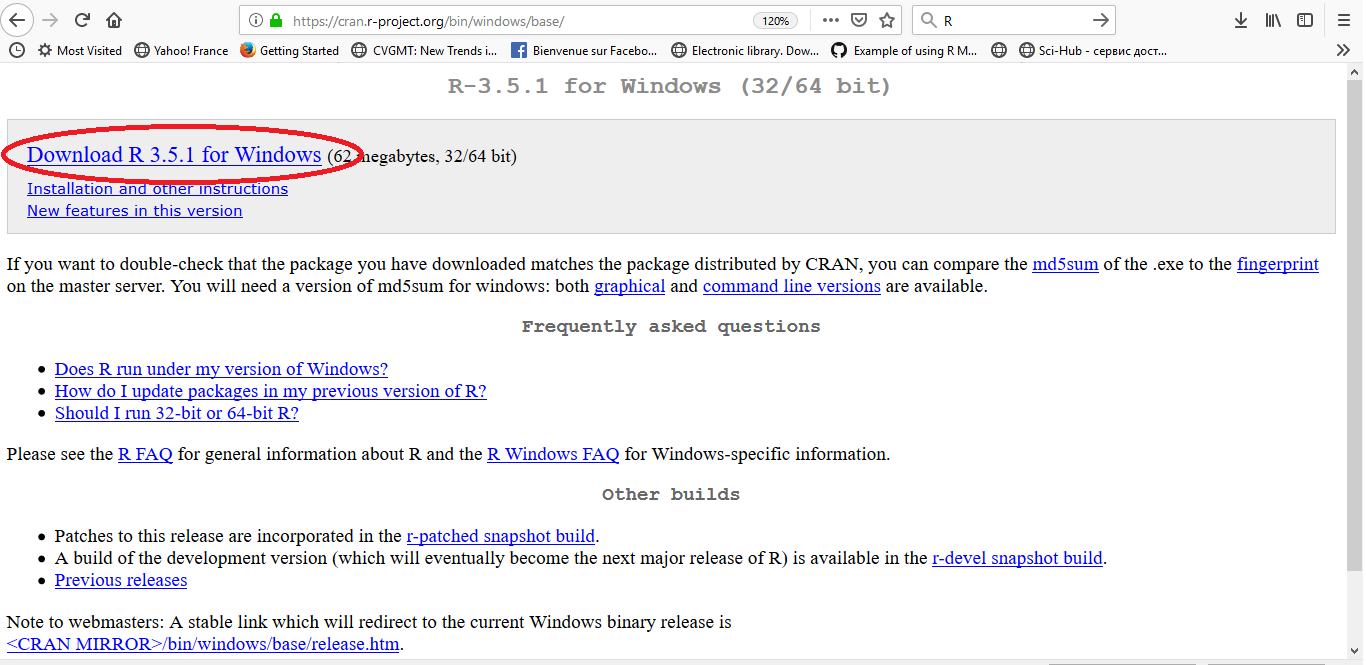 https://cran.r-project.org/bin/windows/base/
120%
R
Most Visited
Yahoo! France
Getting Started
CVGMT: New Trends i...
Bienvenue sur Facebo...
Electronic library. Dow...
Example of using R M...
Sci-Hub - сервис дост...
R-3.5.1 for Windows (32/64 bit)
Download R 3.5.1 for Windows (62 megabytes, 32/64 bit)
Installation and other instructions
New features in this version
If you want to double-check that the package you have downloaded matches the package distributed by CRAN, you can compare the md5sum of the .exe to the fingerprint
on the master server. You will need a version of md5sum for windows: both graphical and command line versions are available.
Frequently asked questions
Does R run under my version of Windows?
How do I update packages in my previous version of R?
Should I run 32-bit or 64-bit R?
Please see the R FAQ for general information about R and the R Windows FAQ for Windows-specific information.
Other builds
Patches to this release are incorporated in the r-patched snapshot build.
A build of the development version (which will eventually become the next major release of R) is available in the r-devel snapshot build.
Previous releases
Note to webmasters: A stable link which will redirect to the current Windows binary release is
<CRAN MIRROR>/bin/windows/base/release.htm.